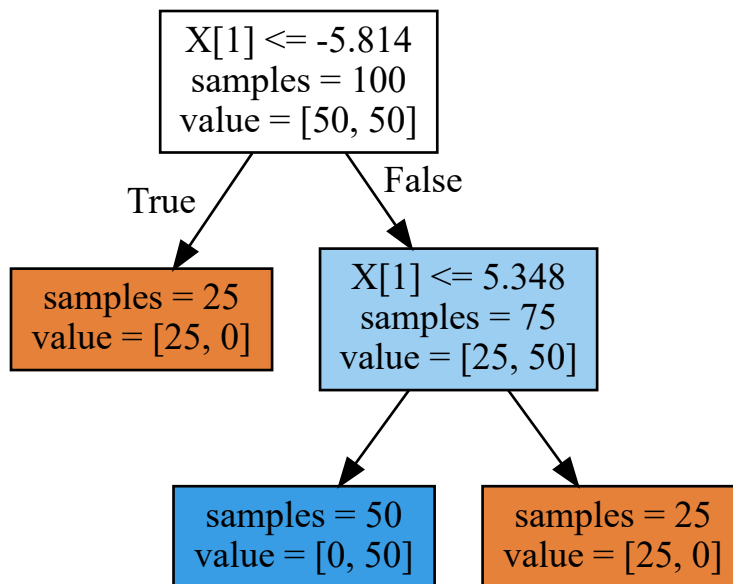 X[1] <= -5.814
samples = 100
value = [50, 50]
True
False
samples = 25
value = [25, 0]
X[1] <= 5.348
samples = 75
value = [25, 50]
samples = 50
value = [0, 50]
samples = 25
value = [25, 0]